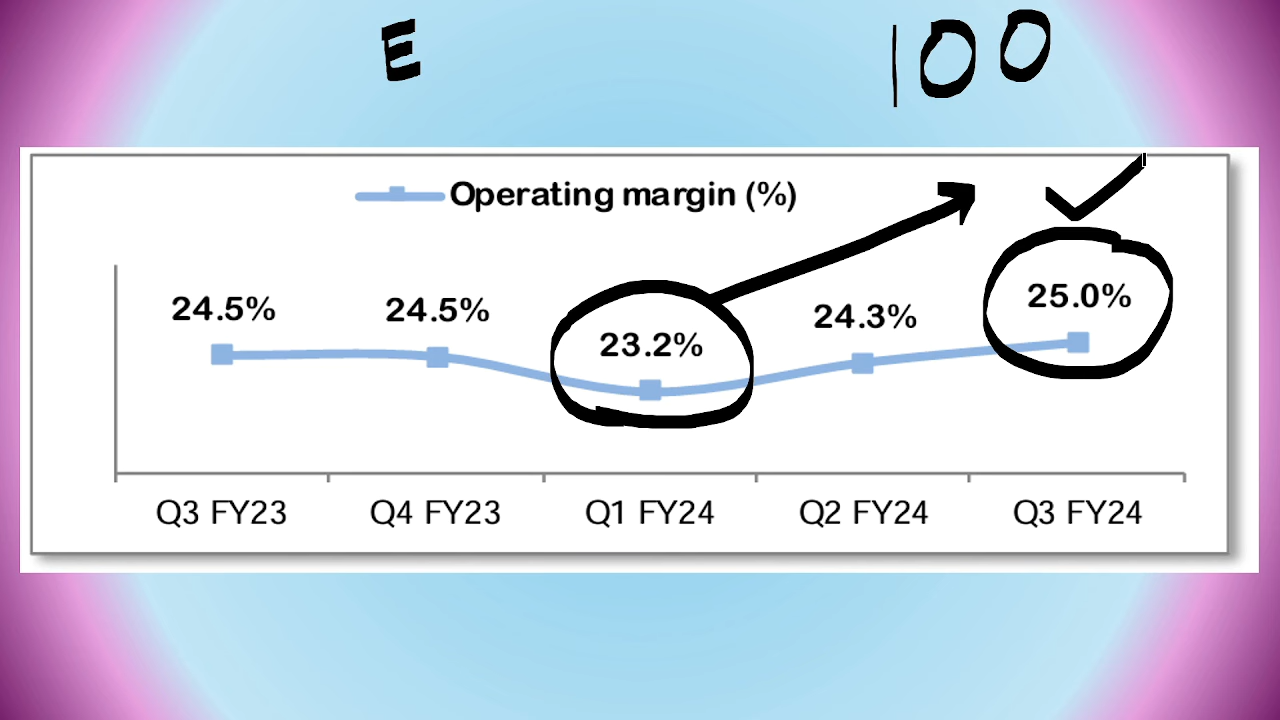 E 100
Operating margin (%)
24.5% 24.5% 23.2% 24.3% 25.0%
Q3 FY23 Q4 FY23 Q1 FY24 Q2 FY24 Q3 FY24